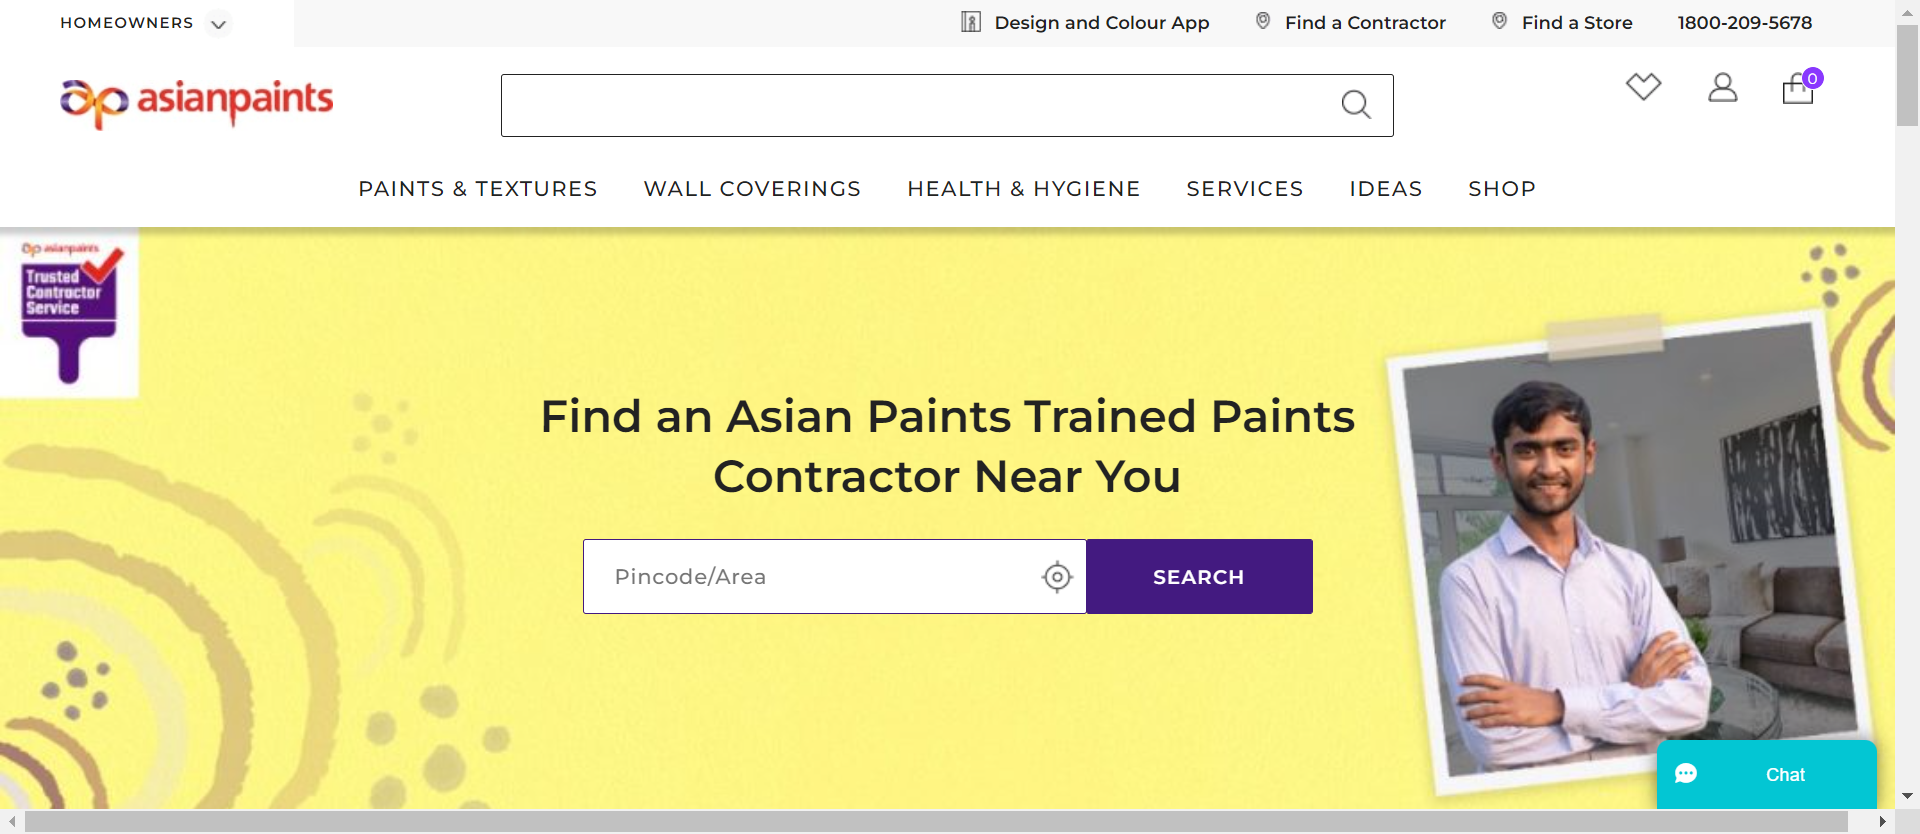 HOMEOWNERS
Design and Colour App
Find a Contractor
Find a Store
1800-209-5678
asianpaints
0
PAINTS & TEXTURES
WALL COVERINGS
HEALTH & HYGIENE
SERVICES
IDEAS
SHOP
asianpaints
Trusted
Contractor
Service
Find an Asian Paints Trained Paints
Contractor Near You
Pincode/Area
SEARCH
Chat